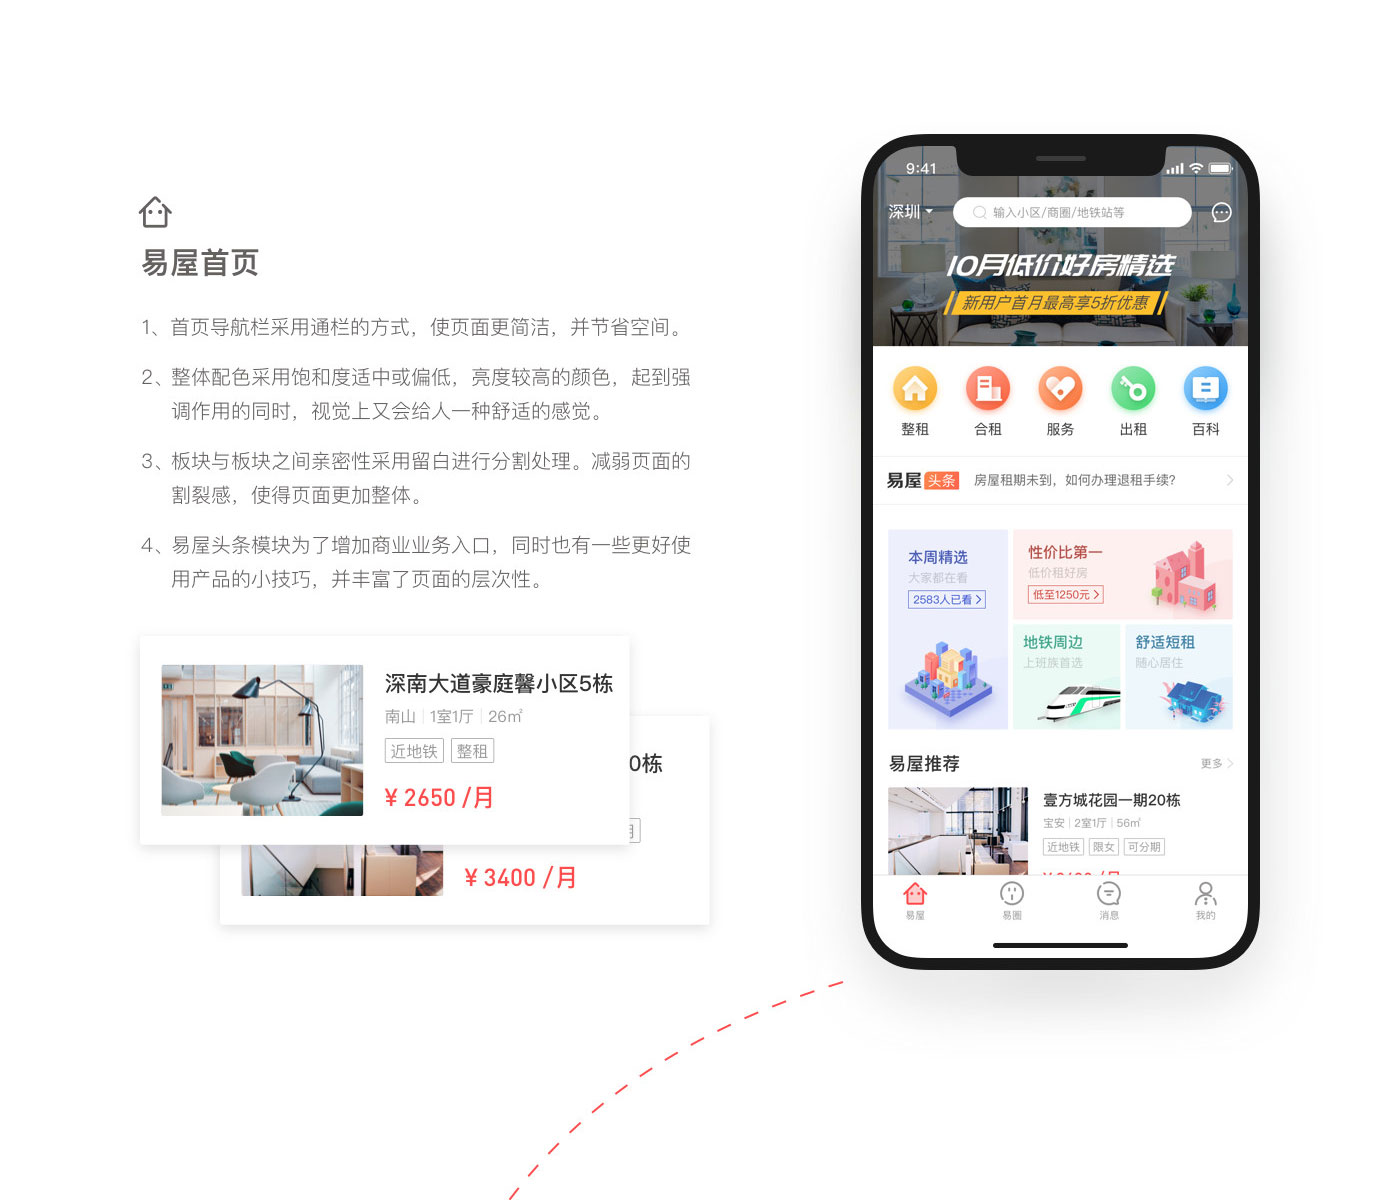 易屋首页
1、首页导航栏采用通栏的方式，使页面更简洁，并节省空间。
2、整体配色采用饱和度适中或偏低，亮度较高的颜色，起到强
调作用的同时，视觉上又会给人一种舒适的感觉。
3、板块与板块之间亲密性采用留白进行分割处理。减弱页面的
割裂感，使得页面更加整体。
4、易屋头条模块为了增加商业业务入口，同时也有一些更好使
用产品的小技巧，并丰富了页面的层次性。
深南大道豪庭馨小区5栋
南山 | 1室1厅 | 26㎡
近地铁 整租
¥ 2650 /月
0栋
¥ 3400 /月
9:41
深圳 输入小区/商圈/地铁站等
10月低价好房精选
新用户首月最高享5折优惠
整租 合租 服务 出租 百科
易屋 头条 房屋租期未到，如何办理退租手续?
本周精选
大家都在看
2583人已看
性价比第一
低价租好房
低至1250元
地铁周边
上班族首选
舒适短租
随心居住
易屋推荐 更多
壹方城花园一期20栋
宝安 | 2室1厅 | 56㎡
近地铁 限女 可分期
易屋 易圈 消息 我的